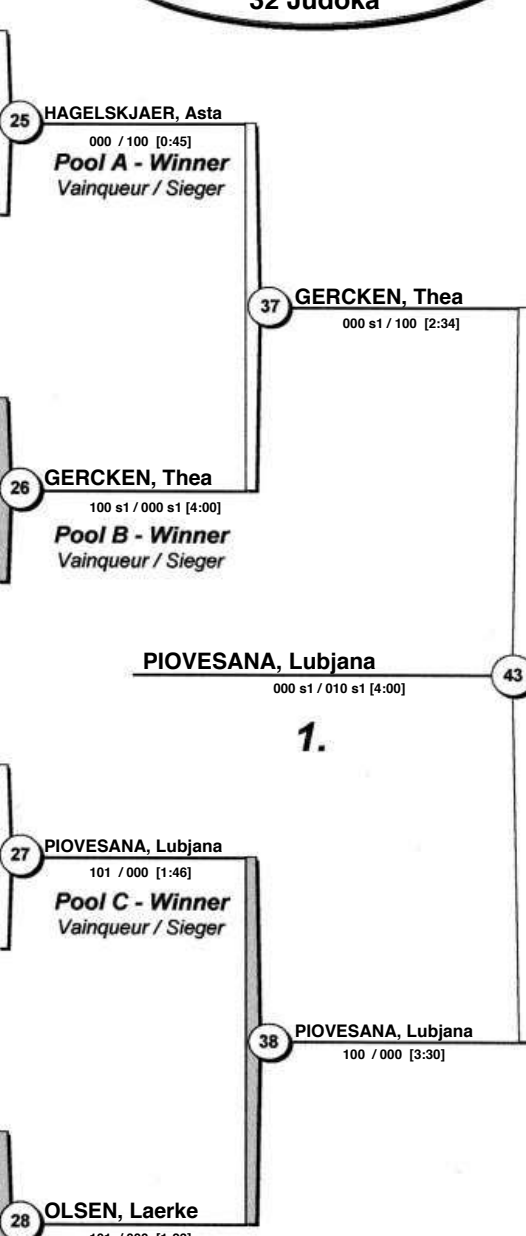 32 Judoka
25 HAGELSKJAER, Asta
000 / 100 [0:45]
Pool A - Winner
Vainqueur / Sieger
37 GERCKEN, Thea
000 s1 / 100 [2:34]
26 GERCKEN, Thea
100 s1 / 000 s1 [4:00]
Pool B - Winner
Vainqueur / Sieger
PIOVESANA, Lubjana 43
000 s1 / 010 s1 [4:00]
1.
27 PIOVESANA, Lubjana
101 / 000 [1:46]
Pool C - Winner
Vainqueur / Sieger
38 PIOVESANA, Lubjana
100 / 000 [3:30]
28 OLSEN, Laerke